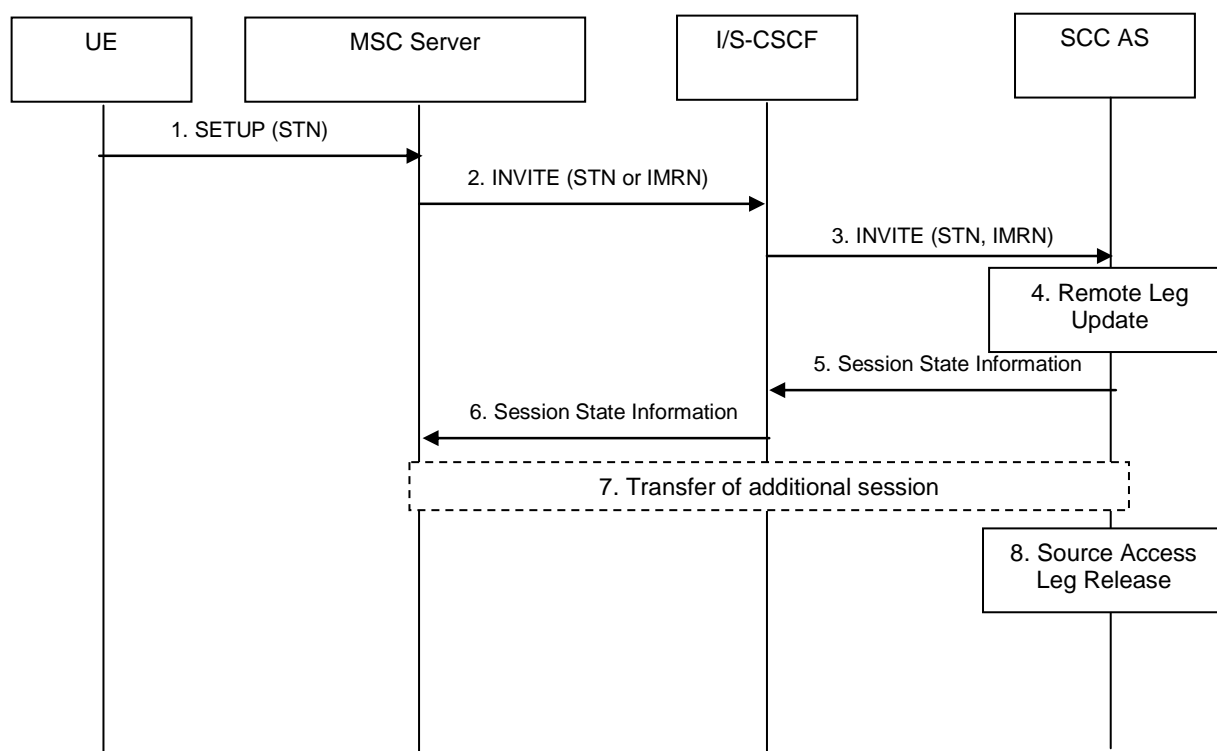 UE
MSC Server
I/S-CSCF
SCC AS
1. SETUP (STN)
2. INVITE (STN or IMRN)
3. INVITE (STN, IMRN)
4. Remote Leg
Update
5. Session State Information
6. Session State Information
7. Transfer of additional session
8. Source Access
Leg Release